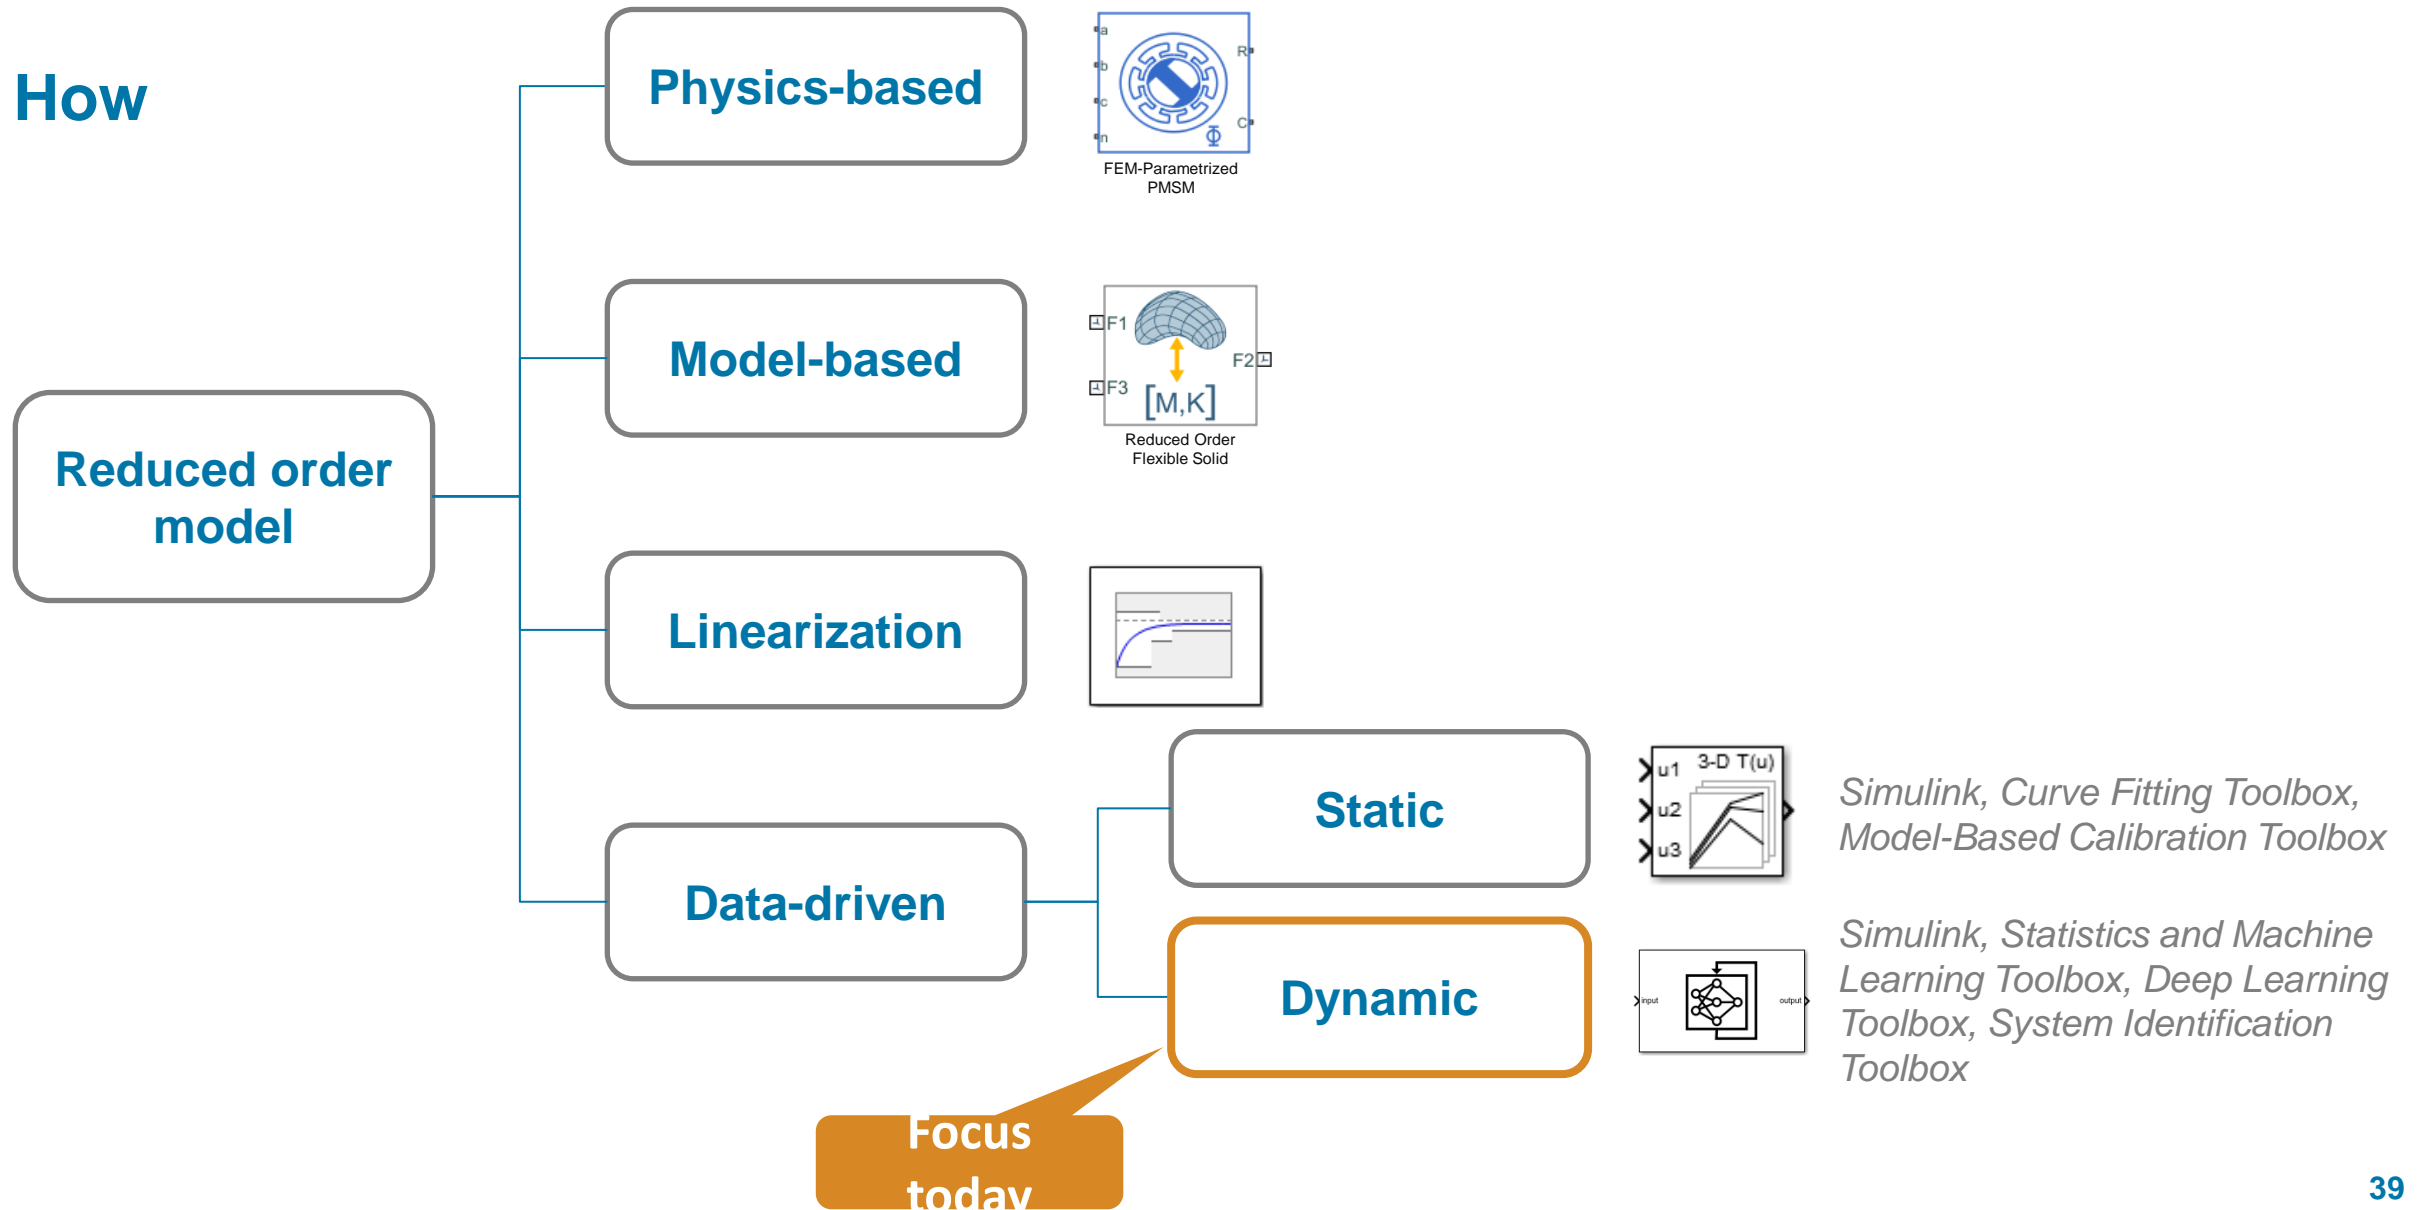 How
Physics-based
a
b
c
n
R
C
Φ
FEM-Parametrized
PMSM
Model-based
F1
F3
F2
[M,K]
Reduced Order
Flexible Solid
Reduced order
model
Linearization
Data-driven
Static
3-D T(u)
u1
u2
u3
Simulink, Curve Fitting Toolbox,
Model-Based Calibration Toolbox
Dynamic
input
output
Simulink, Statistics and Machine
Learning Toolbox, Deep Learning
Toolbox, System Identification
Toolbox
Focus
today
39